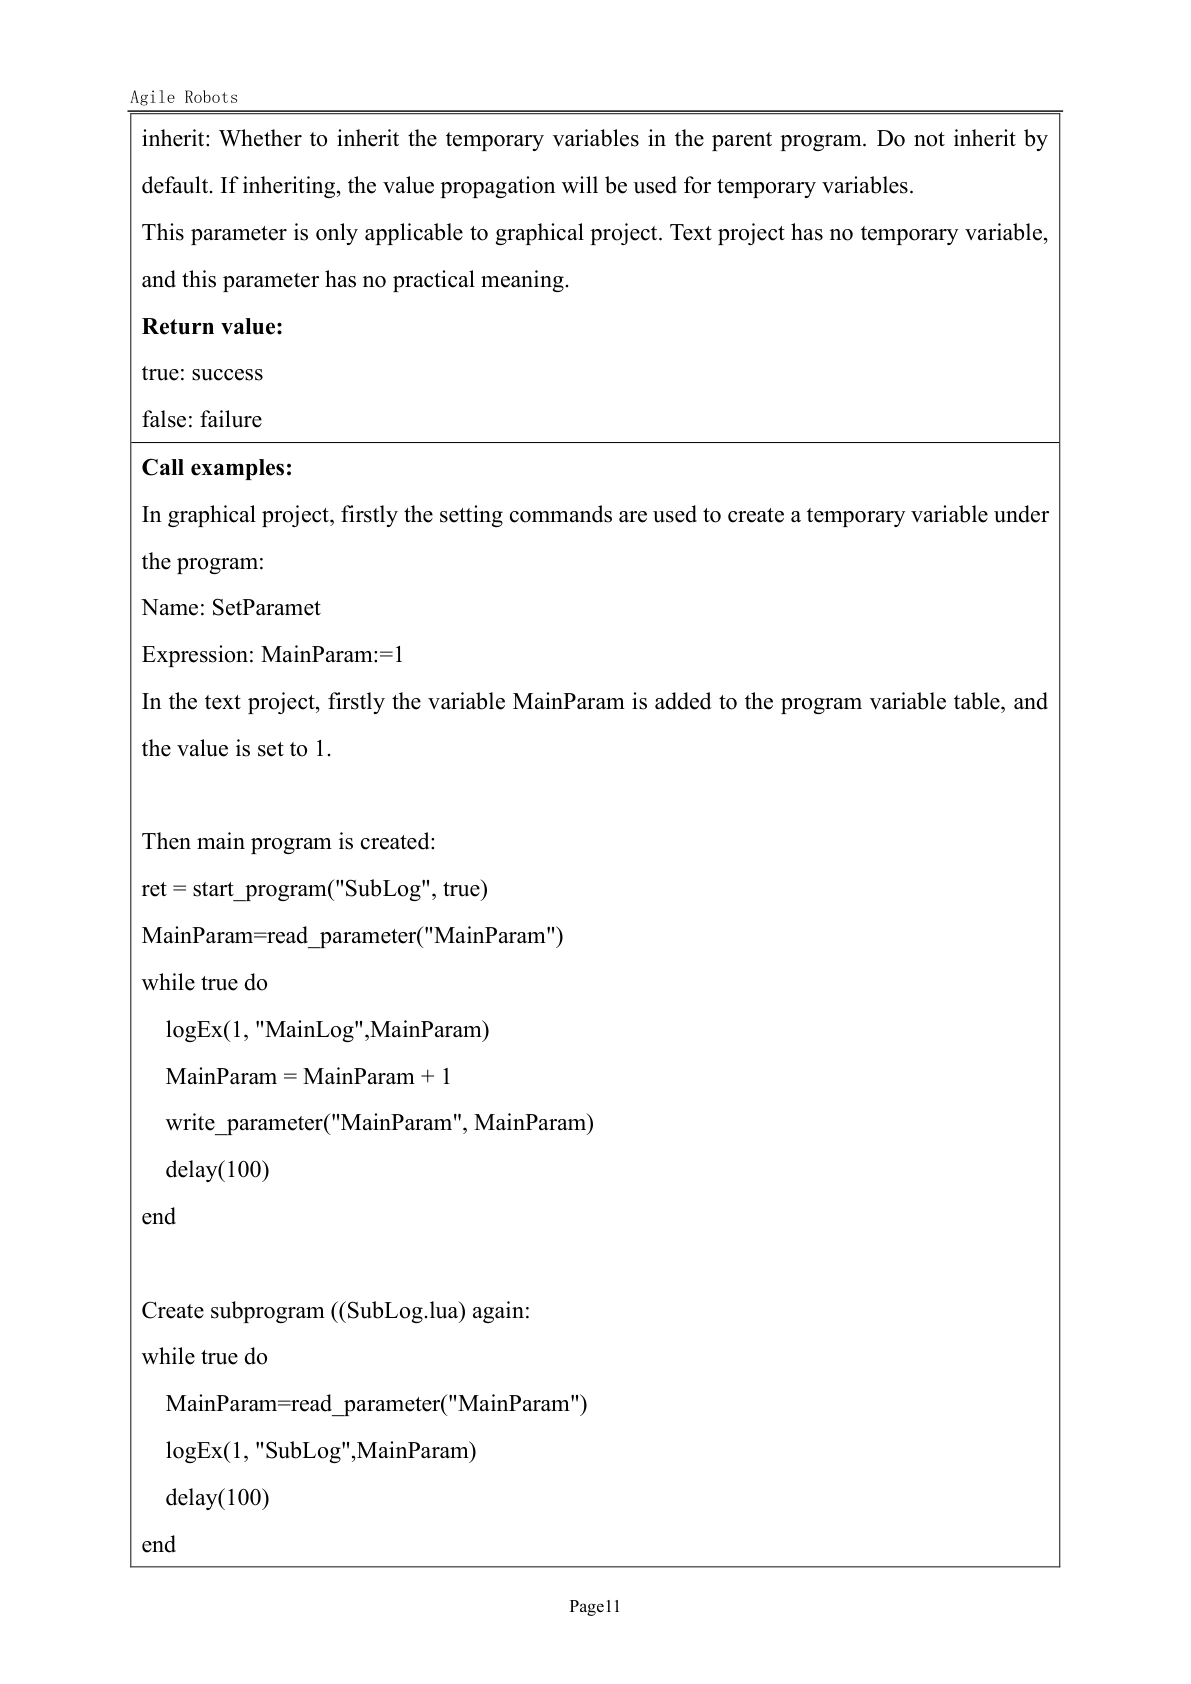 Agile Robots
inherit: Whether to inherit the temporary variables in the parent program. Do not inherit by
default. If inheriting, the value propagation will be used for temporary variables.
This parameter is only applicable to graphical project. Text project has no temporary variable,
and this parameter has no practical meaning.
Return value:
true: success
false: failure
Call examples:
In graphical project, firstly the setting commands are used to create a temporary variable under
the program:
Name: SetParamet
Expression: MainParam:=1
In the text project, firstly the variable MainParam is added to the program variable table, and
the value is set to 1.
Then main program is created:
ret = start_program("SubLog", true)
MainParam=read_parameter("MainParam")
while true do
logEx(1, "MainLog",MainParam)
MainParam = MainParam + 1
write_parameter("MainParam", MainParam)
delay(100)
end
Create subprogram ((SubLog.lua) again:
while true do
MainParam=read_parameter("MainParam")
logEx(1, "SubLog",MainParam)
delay(100)
end
Page11